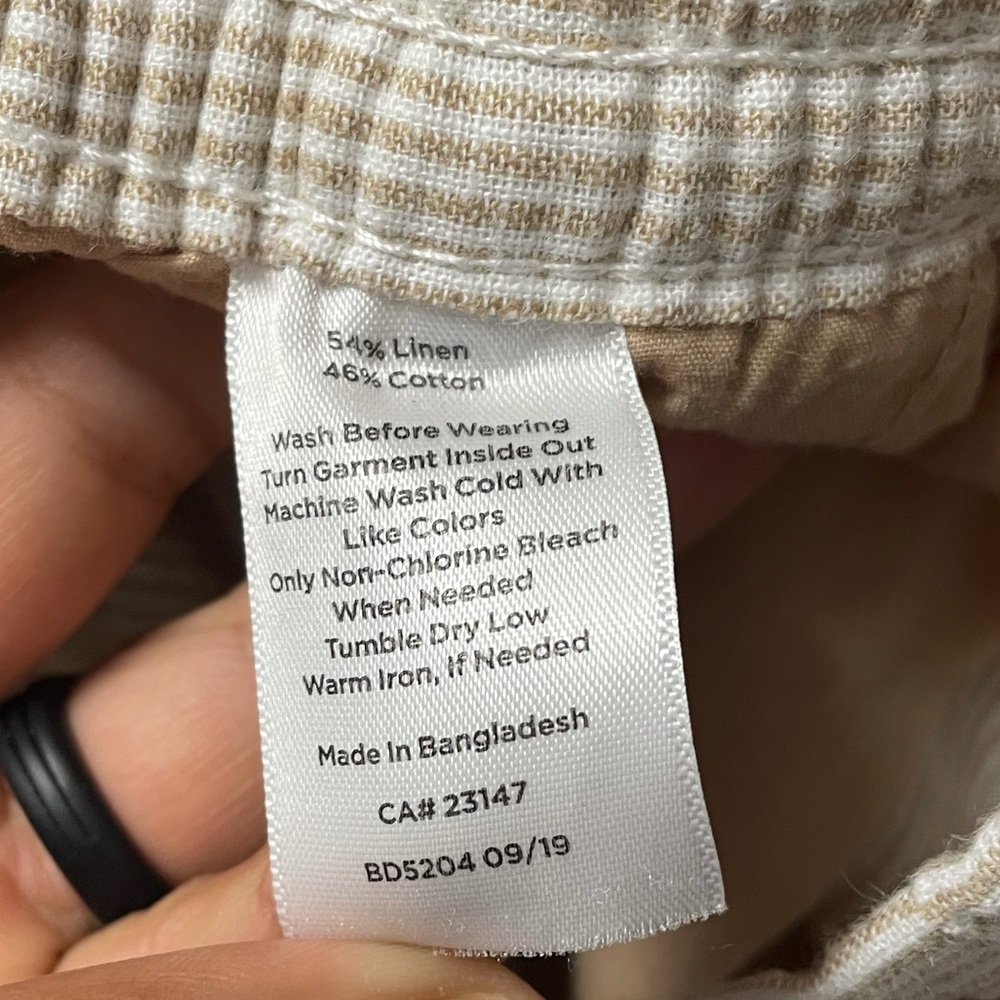 54% Linen
46% Cotton
Wash Before Wearing
Turn Garment Inside Out
Machine Wash Cold With
Like Colors
Only Non-Chlorine Bleach
When Needed
Tumble Dry Low
Warm Iron, If Needed
Made In Bangladesh
CA# 23147
BD5204 09/19